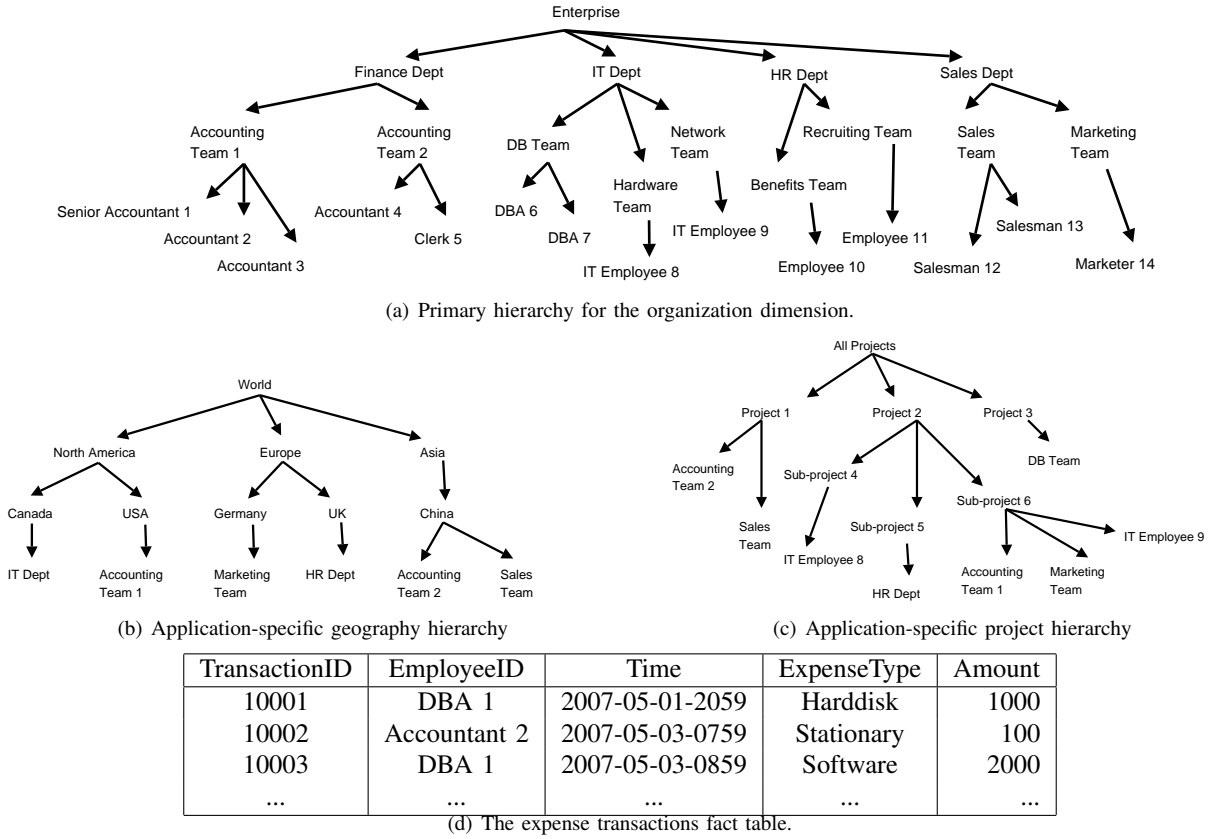 Enterprise
Finance Dept
IT Dept
HR Dept
Sales Dept
Accounting
Team 1
Accounting
Team 2
DB Team
Network
Team
Recruiting Team
Sales
Team
Marketing
Team
Hardware
Team
Benefits Team
Senior Accountant 1
Accountant 2
Accountant 3
Accountant 4
Clerk 5
DBA 6
DBA 7
IT Employee 8
IT Employee 9
Employee 10
Employee 11
Salesman 12
Salesman 13
Marketer 14
(a) Primary hierarchy for the organization dimension.
World
North America
Europe
Asia
Canada
USA
Germany
UK
China
IT Dept
Accounting
Team 1
Marketing
Team
HR Dept
Accounting
Team 2
Sales
Team
(b) Application-specific geography hierarchy
All Projects
Project 1
Project 2
Project 3
Accounting
Team 2
Sales
Team
Sub-project 4
Sub-project 5
Sub-project 6
DB Team
IT Employee 8
HR Dept
Accounting
Team 1
Marketing
Team
IT Employee 9
(c) Application-specific project hierarchy
TransactionID EmployeeID Time ExpenseType Amount
10001 DBA 1 2007-05-01-2059 Harddisk 1000
10002 Accountant 2 2007-05-03-0759 Stationary 100
10003 DBA 1 2007-05-03-0859 Software 2000
... ... ... ... ...
(d) The expense transactions fact table.